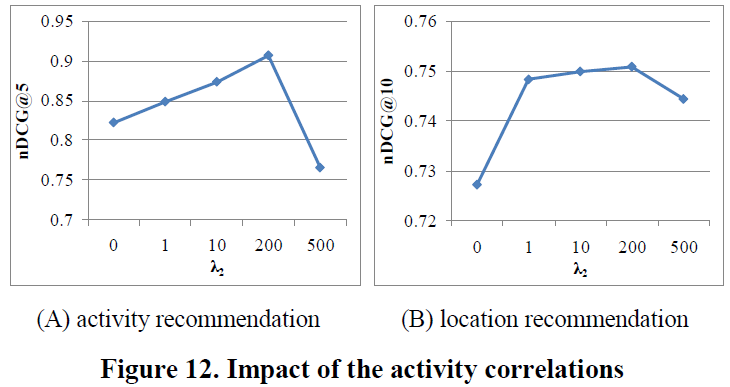 0.95
0.9
0.85
0.8
0.75
0.7
nDCG@5
0 1 10 200 500
λ₂
(A) activity recommendation
0.76
0.75
0.74
0.73
0.72
nDCG@10
0 1 10 200 500
λ₂
(B) location recommendation
Figure 12. Impact of the activity correlations